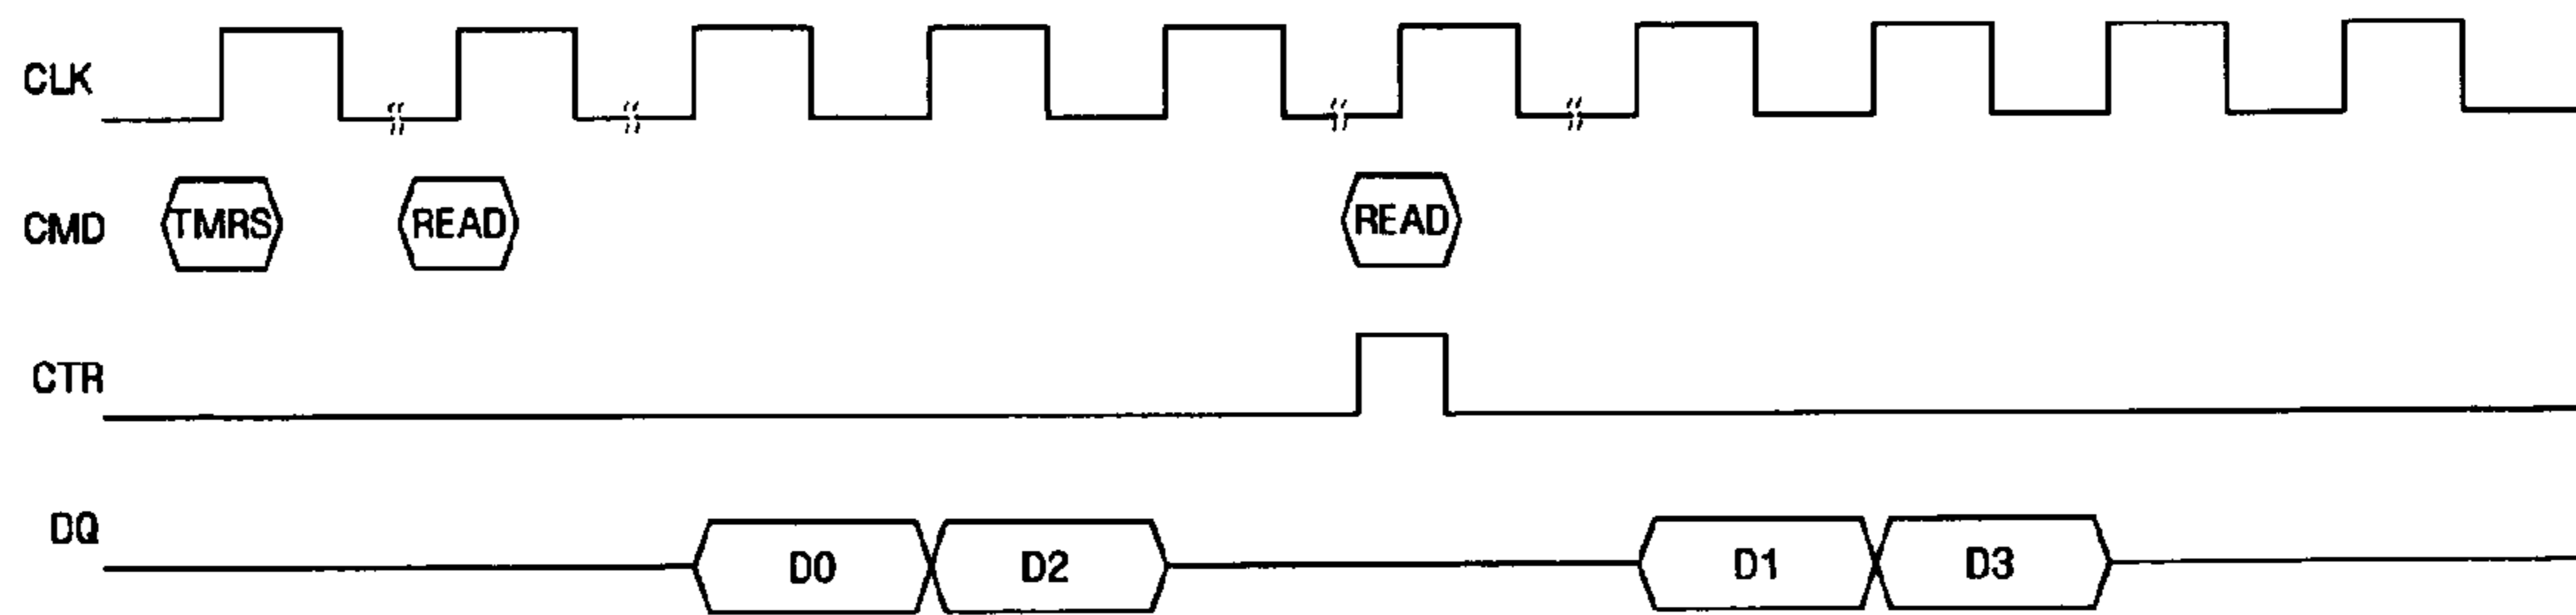 CLK
CMD TMRS READ READ
CTR
DQ D0 D2 D1 D3